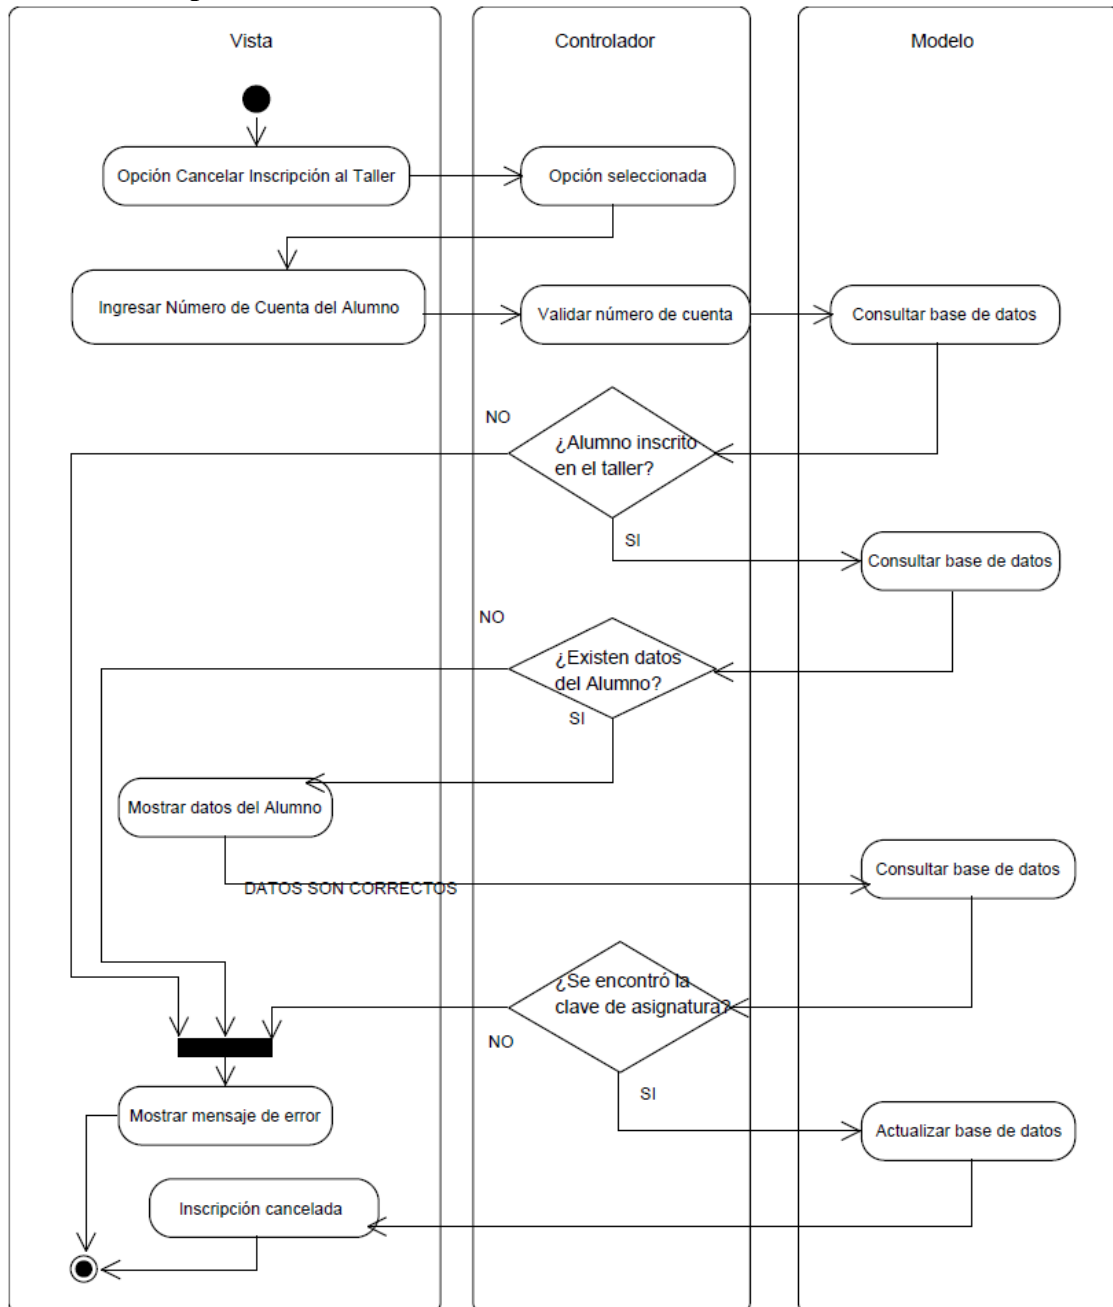 Vista
Controlador
Modelo
Opción Cancelar Inscripción al Taller
Opción seleccionada
Ingresar Número de Cuenta del Alumno
Validar número de cuenta
Consultar base de datos
NO
¿Alumno inscrito
en el taller?
SI
Consultar base de datos
NO
¿Existen datos
del Alumno?
SI
Mostrar datos del Alumno
DATOS SON CORRECTOS
Consultar base de datos
¿Se encontró la
clave de asignatura?
NO
SI
Mostrar mensaje de error
Actualizar base de datos
Inscripción cancelada